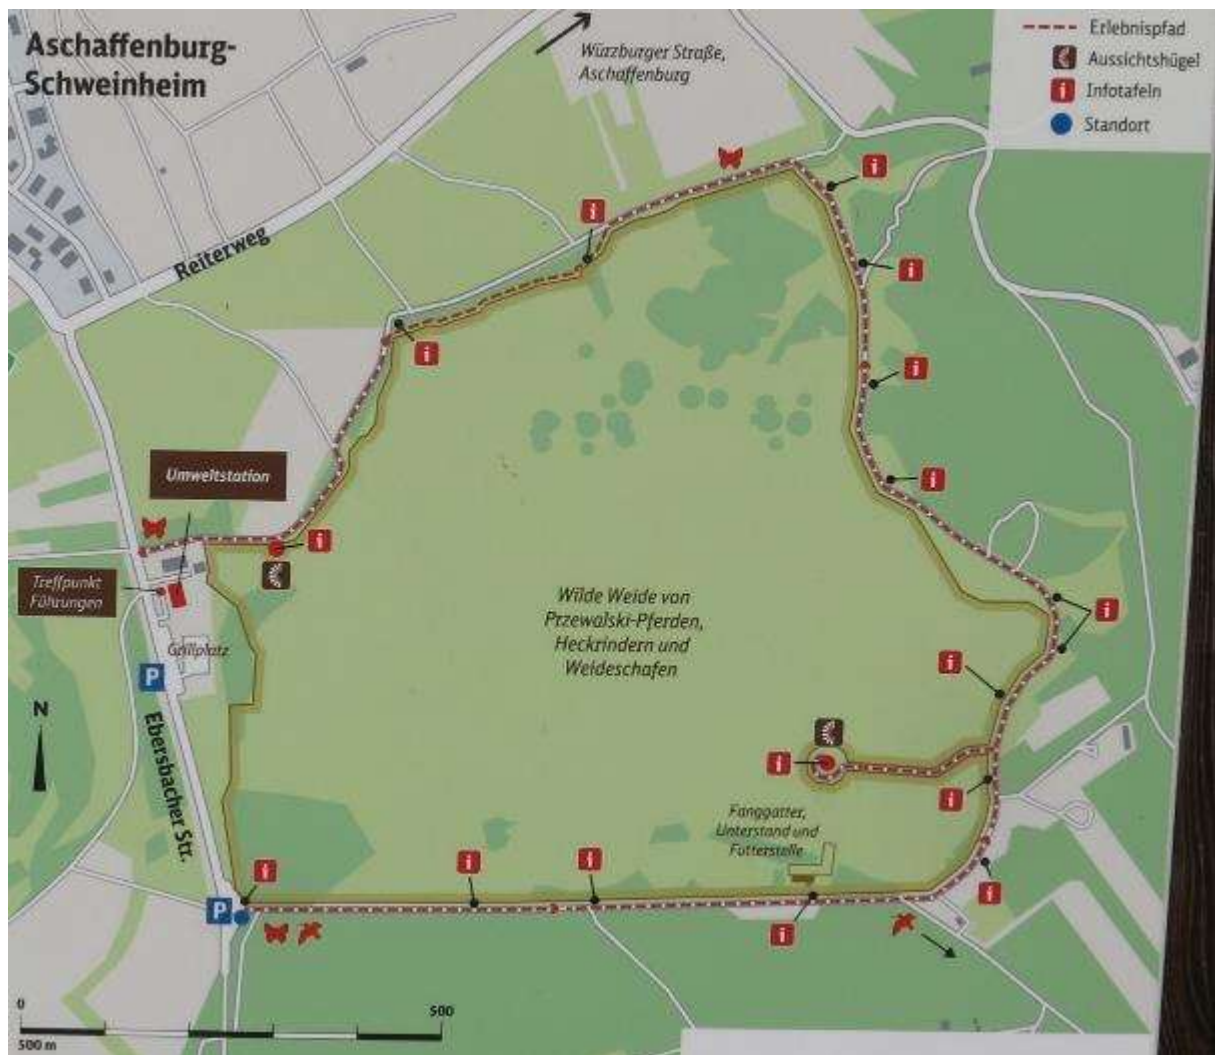 Aschaffenburg-
Schweinheim
Würzburger Straße,
Aschaffenburg
Erlebnispfad
Aussichtshügel
i Infotafeln
Standort
Reiterweg
i
i
i
i
i
i
Umweltstation
i
Treffpunkt
Führungen
Grillplatz
P
Wilde Weide von
Przewalski-Pferden,
Heckrindern und
Weideschafen
i
i
N
Ebersbacher Str.
i
i
Fanggatter,
Unterstand und
Futterstelle
i
i
i
i
P
i
0
500
500 m